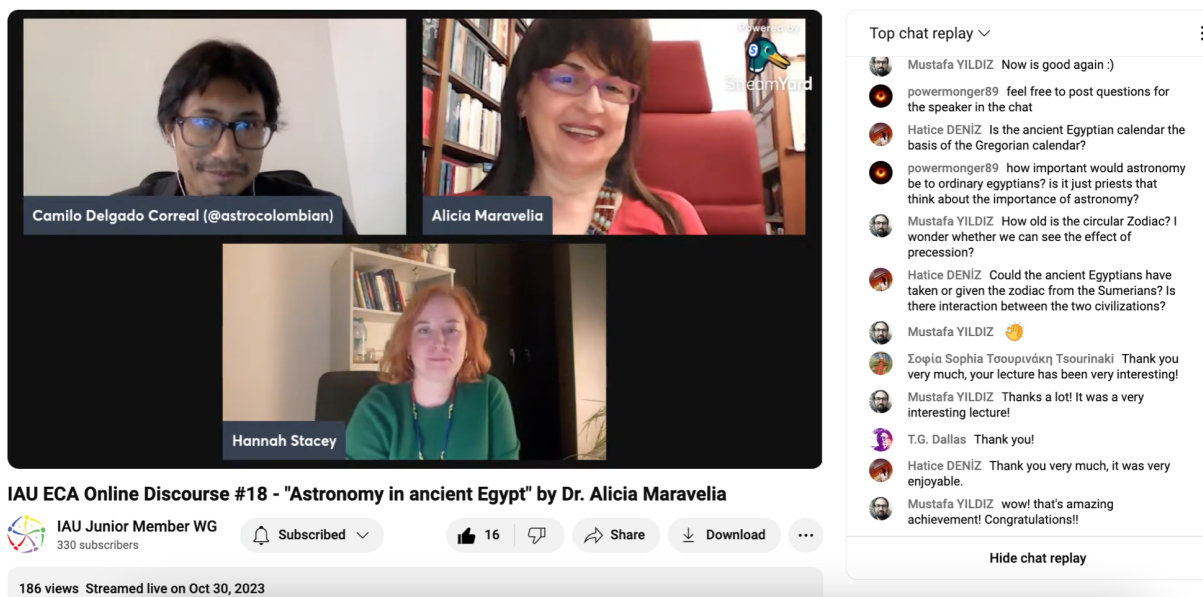 Powered by
StreamYard
Camilo Delgado Correal (@astrocolombian)
Alicia Maravelia
Hannah Stacey
IAU ECA Online Discourse #18 - "Astronomy in ancient Egypt" by Dr. Alicia Maravelia
IAU Junior Member WG
330 subscribers
Subscribed
16
Share
Download
186 views Streamed live on Oct 30, 2023
Top chat replay
Mustafa YILDIZ Now is good again :)
powermonger89 feel free to post questions for
the speaker in the chat
Hatice DENİZ Is the ancient Egyptian calendar the
basis of the Gregorian calendar?
powermonger89 how important would astronomy
be to ordinary egyptians? is it just priests that
think about the importance of astronomy?
Mustafa YILDIZ How old is the circular Zodiac? I
wonder whether we can see the effect of
precession?
Hatice DENİZ Could the ancient Egyptians have
taken or given the zodiac from the Sumerians? Is
there interaction between the two civilizations?
Mustafa YILDIZ 👏
Σοφία Sophia Τσουρινάκη Tsourinaki Thank you
very much, your lecture has been very interesting!
Mustafa YILDIZ Thanks a lot! It was a very
interesting lecture!
T.G. Dallas Thank you!
Hatice DENİZ Thank you very much, it was very
enjoyable.
Mustafa YILDIZ wow! that's amazing
achievement! Congratulations!!
Hide chat replay